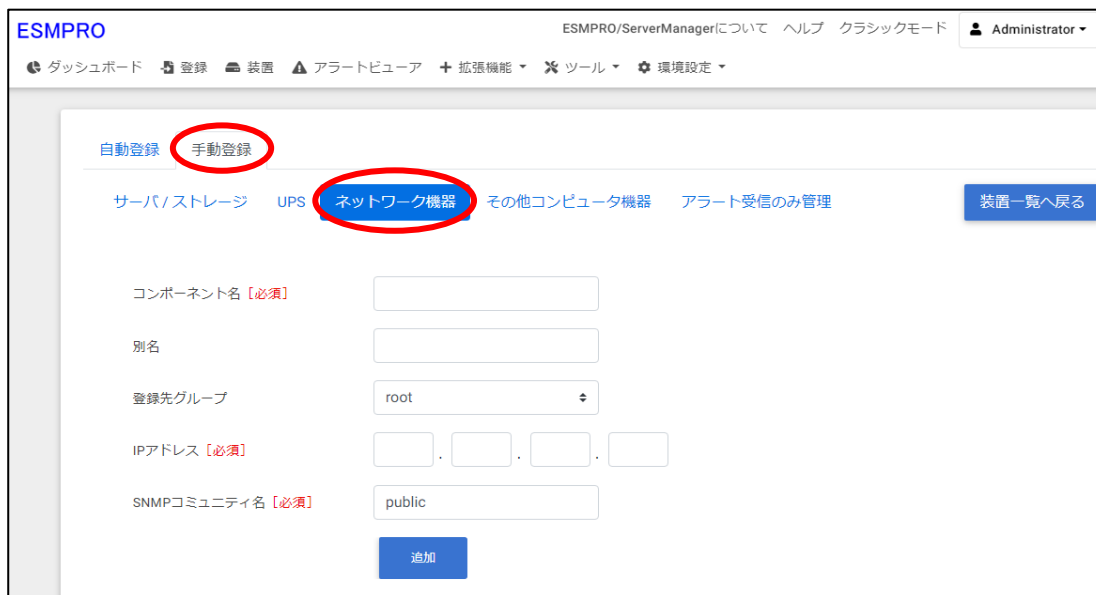 ESMPRO
ESMPRO/ServerManagerについて ヘルプ クラシックモード Administrator
ダッシュボード 登録 装置 アラートビューア 拡張機能 ツール 環境設定
自動登録 手動登録
サーバ / ストレージ UPS ネットワーク機器 その他コンピュータ機器 アラート受信のみ管理 装置一覧へ戻る
コンポーネント名 [必須]
別名
登録先グループ root
IPアドレス [必須] . . .
SNMPコミュニティ名 [必須] public
追加